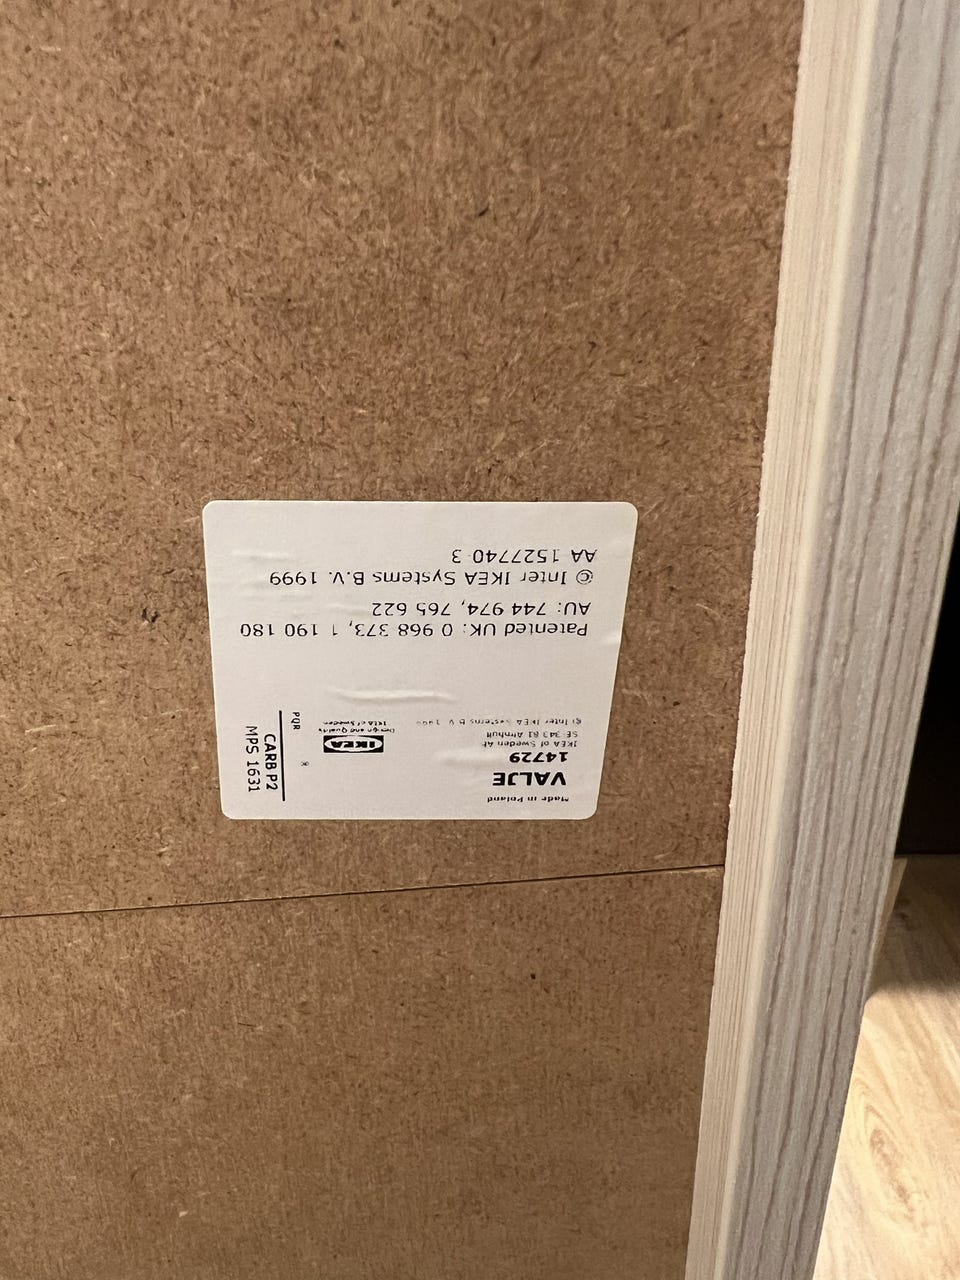 Made in Poland
VALJE
14729
IKEA of Sweden AB
SE-343 81 Älmhult
© Inter IKEA Systems B.V. 1999
IKEA
®
Design and Quality
IKEA of Sweden
PQR
CARB P2
MPS 1631
Patented UK: 0 968 373, 1 190 180
AU: 744 974, 765 622
© Inter IKEA Systems B.V. 1999
AA 1527740-3